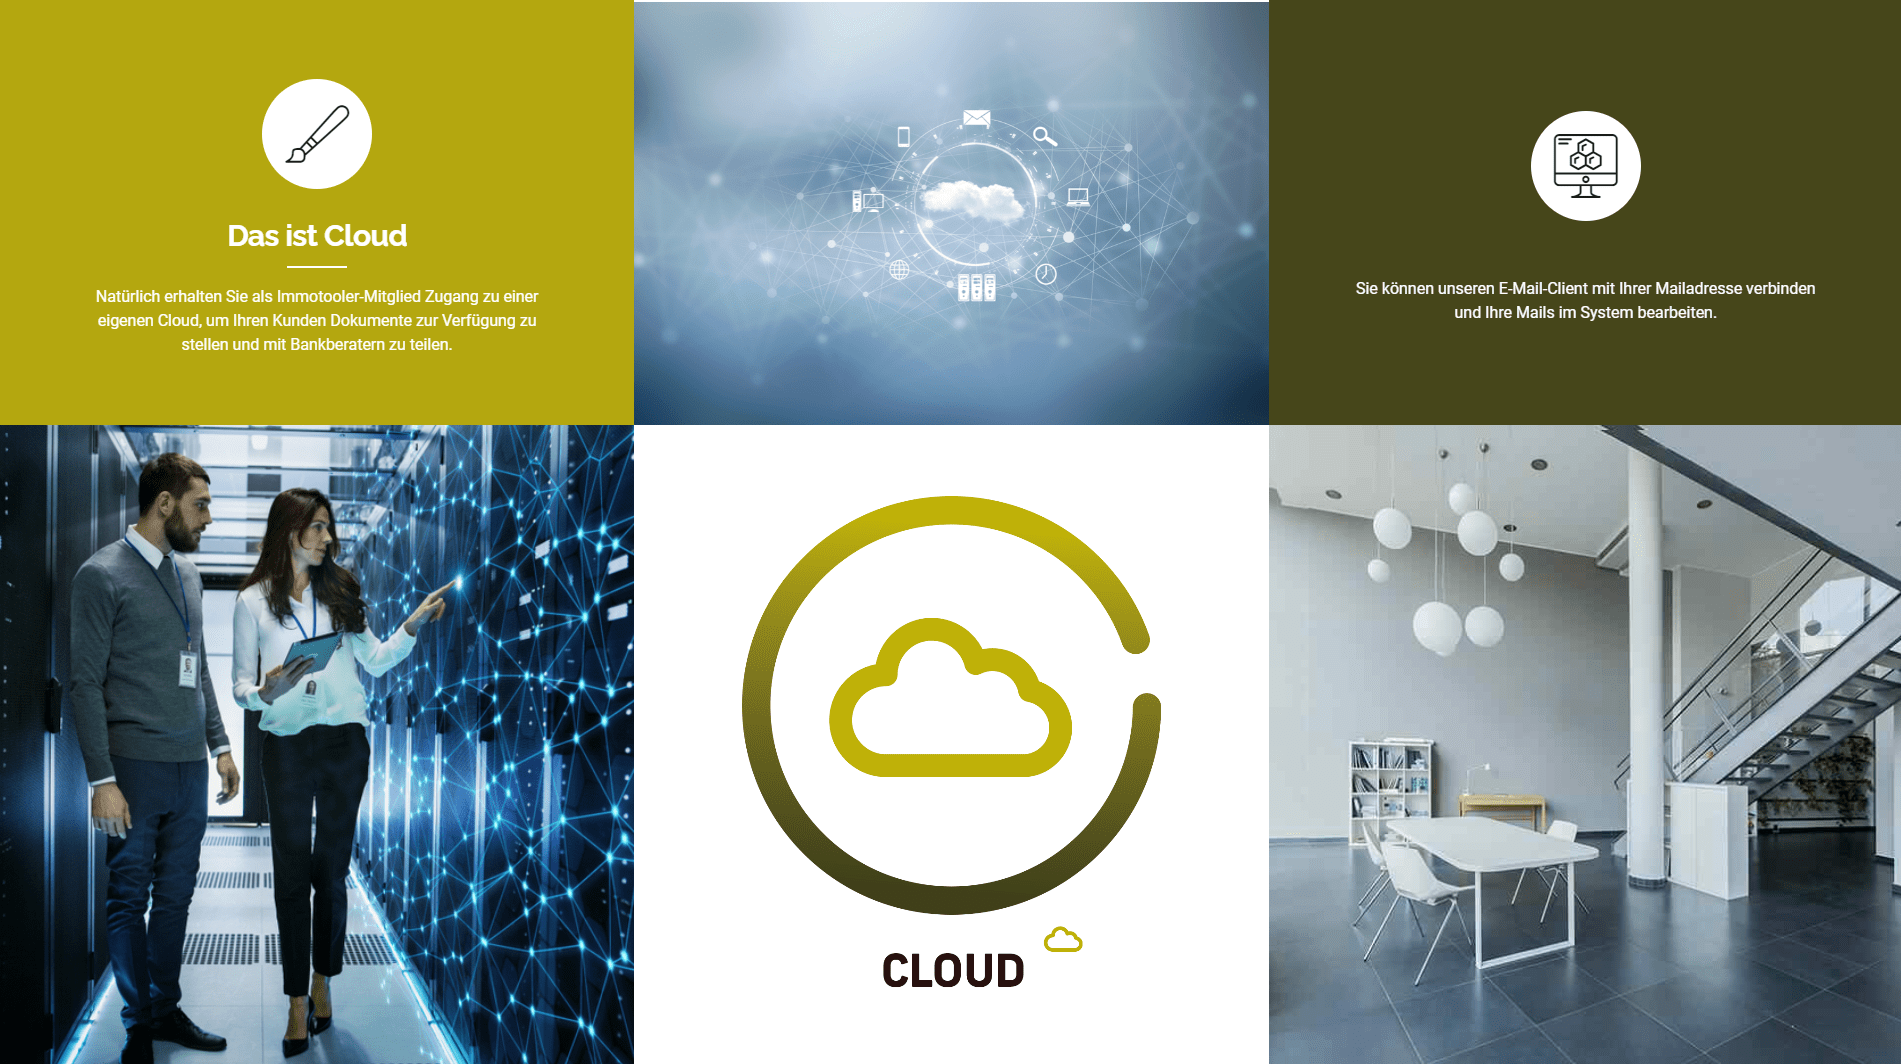 Das ist Cloud
Natürlich erhalten Sie als Immotooler-Mitglied Zugang zu einer
eigenen Cloud, um Ihren Kunden Dokumente zur Verfügung zu
stellen und mit Bankberatern zu teilen.
Sie können unseren E-Mail-Client mit Ihrer Mailadresse verbinden
und Ihre Mails im System bearbeiten.
CLOUD